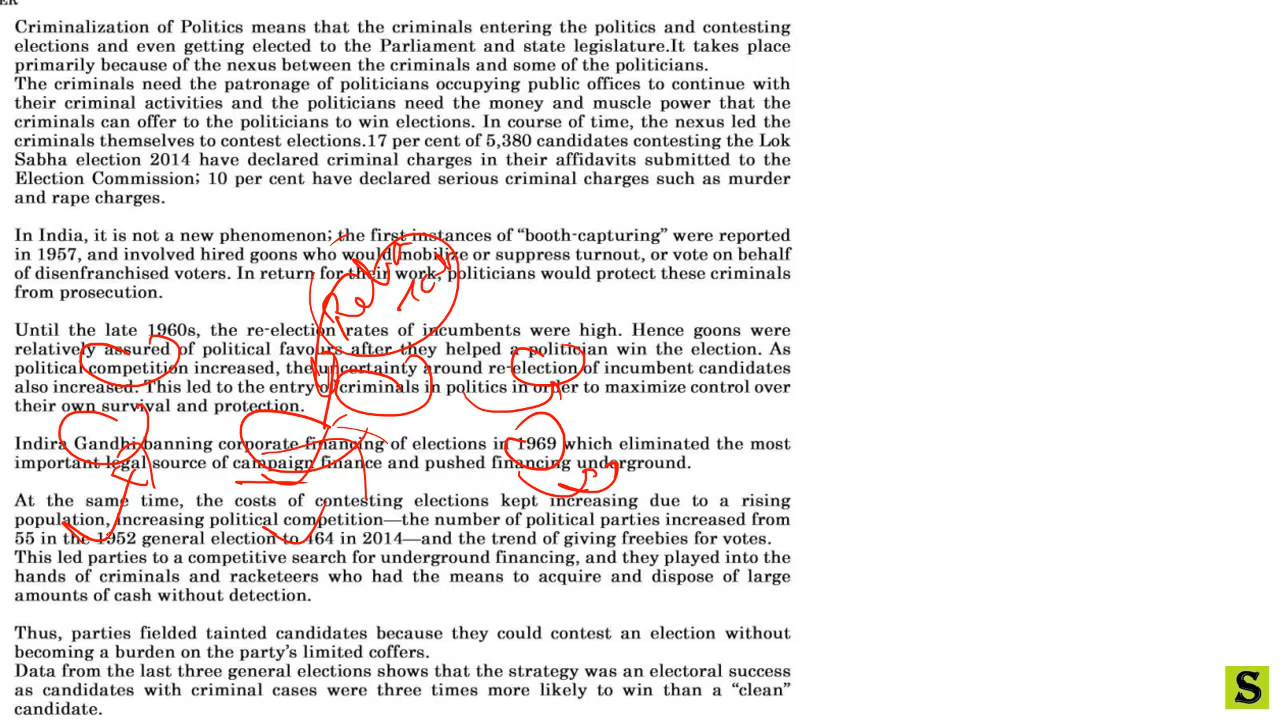 Criminalization of Politics means that the criminals entering the politics and contesting
elections and even getting elected to the Parliament and state legislature.It takes place
primarily because of the nexus between the criminals and some of the politicians.
The criminals need the patronage of politicians occupying public offices to continue with
their criminal activities and the politicians need the money and muscle power that the
criminals can offer to the politicians to win elections. In course of time, the nexus led the
criminals themselves to contest elections.17 per cent of 5,380 candidates contesting the Lok
Sabha election 2014 have declared criminal charges in their affidavits submitted to the
Election Commission; 10 per cent have declared serious criminal charges such as murder
and rape charges.
In India, it is not a new phenomenon; the first instances of “booth-capturing” were reported
in 1957, and involved hired goons who would mobilize or suppress turnout, or vote on behalf
of disenfranchised voters. In return for their work, politicians would protect these criminals
from prosecution.
Until the late 1960s, the re-election rates of incumbents were high. Hence goons were
relatively assured of political favours after they helped a politician win the election. As
political competition increased, the uncertainty around re-election of incumbent candidates
also increased. This led to the entry of criminals in politics in order to maximize control over
their own survival and protection.
Indira Gandhi banning corporate financing of elections in 1969 which eliminated the most
important legal source of campaign finance and pushed financing underground.
At the same time, the costs of contesting elections kept increasing due to a rising
population, increasing political competition—the number of political parties increased from
55 in the 1952 general election to 464 in 2014—and the trend of giving freebies for votes.
This led parties to a competitive search for underground financing, and they played into the
hands of criminals and racketeers who had the means to acquire and dispose of large
amounts of cash without detection.
Thus, parties fielded tainted candidates because they could contest an election without
becoming a burden on the party’s limited coffers.
Data from the last three general elections shows that the strategy was an electoral success
as candidates with criminal cases were three times more likely to win than a “clean”
candidate.
S